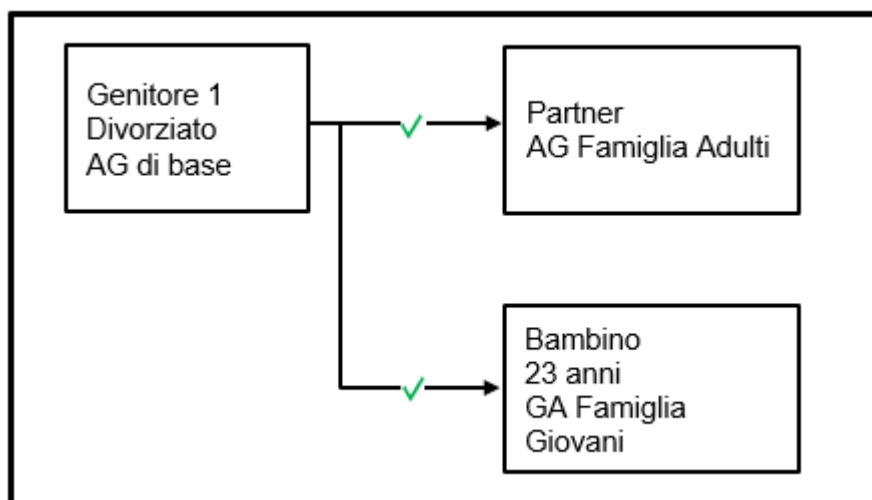 Genitore 1
Divorziato
AG di base
Partner
AG Famiglia Adulti
Bambino
23 anni
GA Famiglia
Giovani